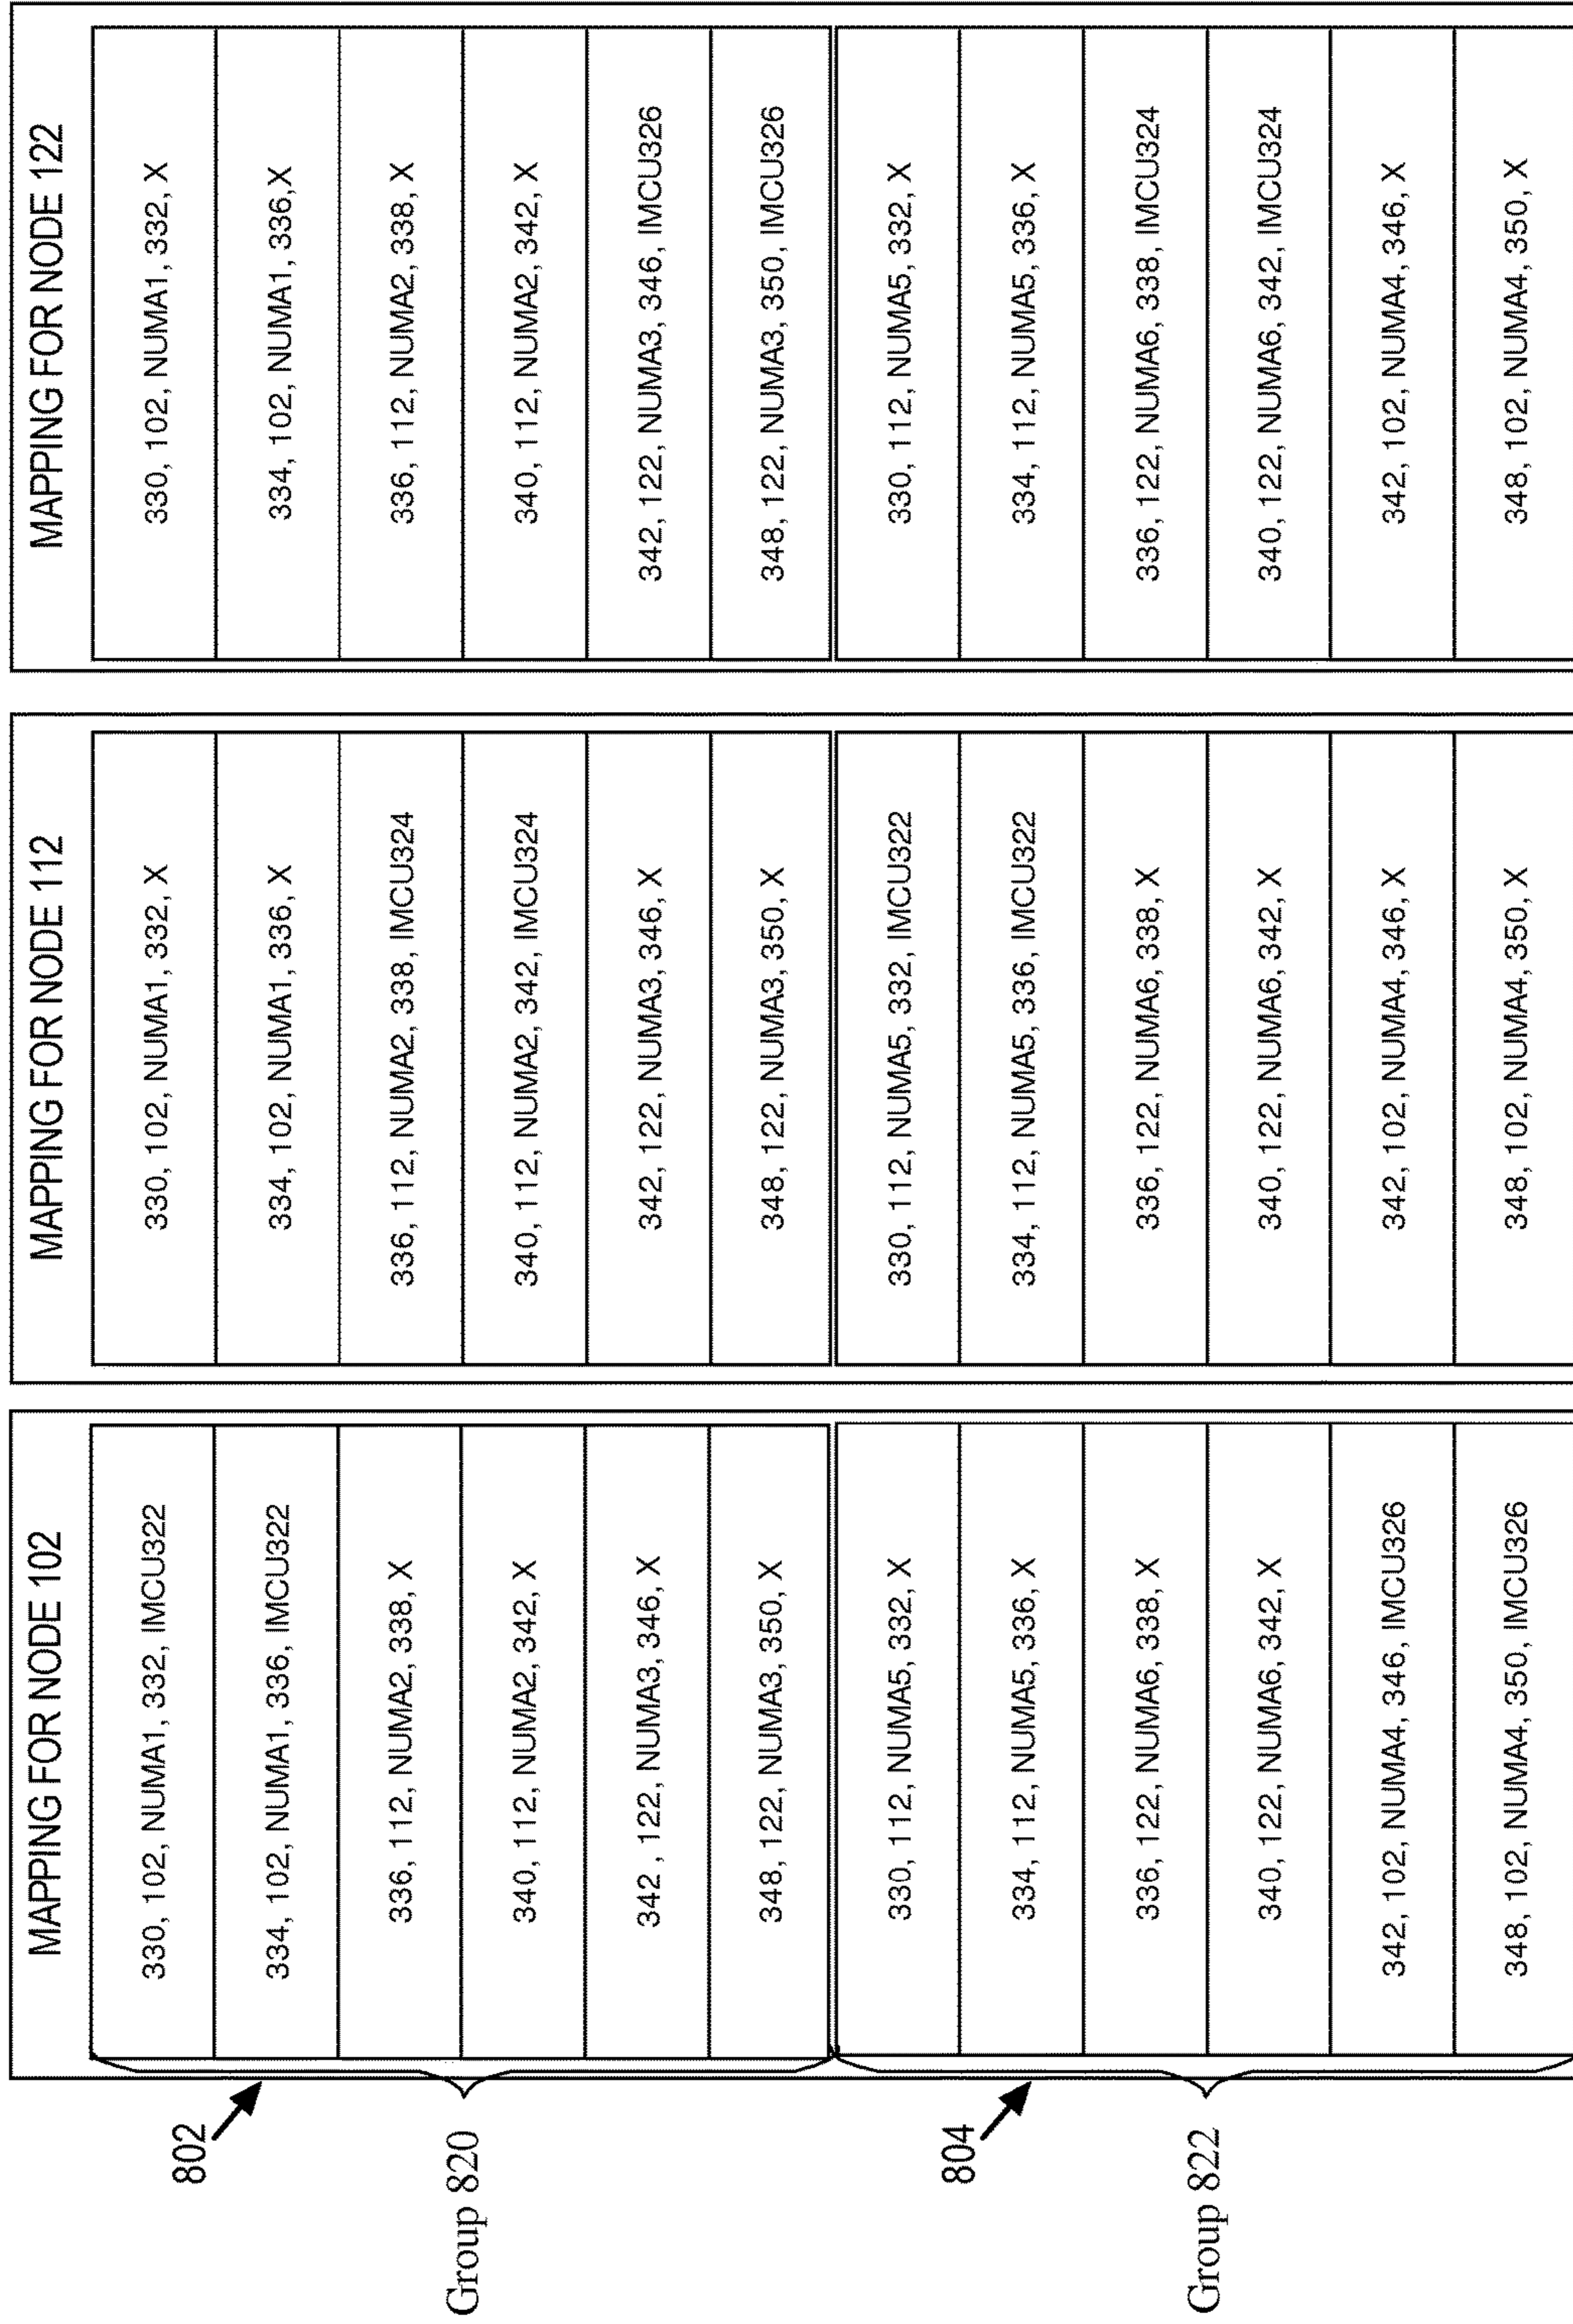 MAPPING FOR NODE 102
802
Group 820
330, 102, NUMA1, 332, IMCU322
334, 102, NUMA1, 336, IMCU322
336, 112, NUMA2, 338, X
340, 112, NUMA2, 342, X
342 , 122, NUMA3, 346, X
348, 122, NUMA3, 350, X
804
Group 822
330, 112, NUMA5, 332, X
334, 112, NUMA5, 336, X
336, 122, NUMA6, 338, X
340, 122, NUMA6, 342, X
342, 102, NUMA4, 346, IMCU326
348, 102, NUMA4, 350, IMCU326
MAPPING FOR NODE 112
330, 102, NUMA1, 332, X
334, 102, NUMA1, 336, X
336, 112, NUMA2, 338, IMCU324
340, 112, NUMA2, 342, IMCU324
342, 122, NUMA3, 346, X
348, 122, NUMA3, 350, X
330, 112, NUMA5, 332, IMCU322
334, 112, NUMA5, 336, IMCU322
336, 122, NUMA6, 338, X
340, 122, NUMA6, 342, X
342, 102, NUMA4, 346, X
348, 102, NUMA4, 350, X
MAPPING FOR NODE 122
330, 102, NUMA1, 332, X
334, 102, NUMA1, 336,X
336, 112, NUMA2, 338, X
340, 112, NUMA2, 342, X
342, 122, NUMA3, 346, IMCU326
348, 122, NUMA3, 350, IMCU326
330, 112, NUMA5, 332, X
334, 112, NUMA5, 336, X
336, 122, NUMA6, 338, IMCU324
340, 122, NUMA6, 342, IMCU324
342, 102, NUMA4, 346, X
348, 102, NUMA4, 350, X